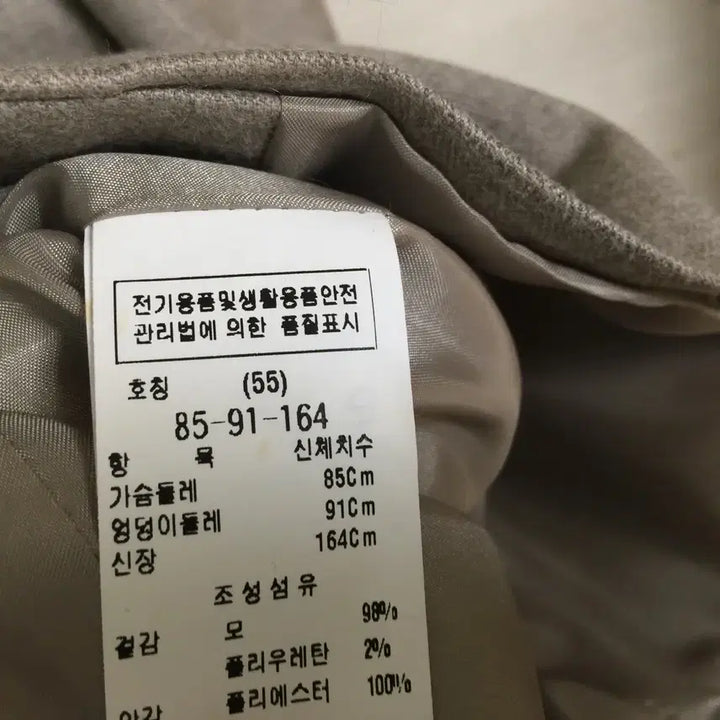 전기용품및생활용품안전
관리법에 의한 품질표시
호칭 (55)
85-91-164
항 목 신체치수
가슴둘레 85Cm
엉덩이둘레 91Cm
신장 164Cm
조성섬유
겉감 모 98%
폴리우레탄 2%
안감 폴리에스터 100%